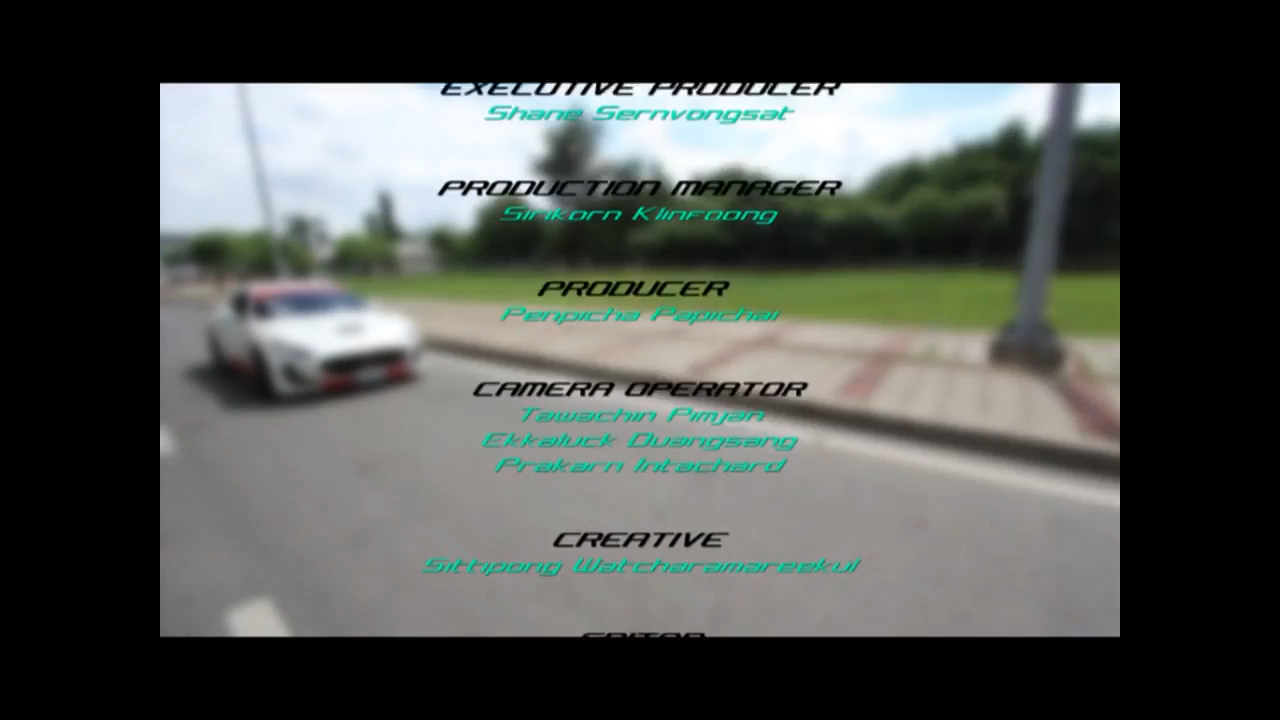 EXECUTIVE PRODUCER
Shane Sernvongsat
PRODUCTION MANAGER
Sirikorn Klinfoong
PRODUCER
Penpicha Papichai
CAMERA OPERATOR
Tawachin Pimjan
Ekkaluck Duangsang
Prakarn Intachard
CREATIVE
Sittipong Watcharamareekul
EDITOR